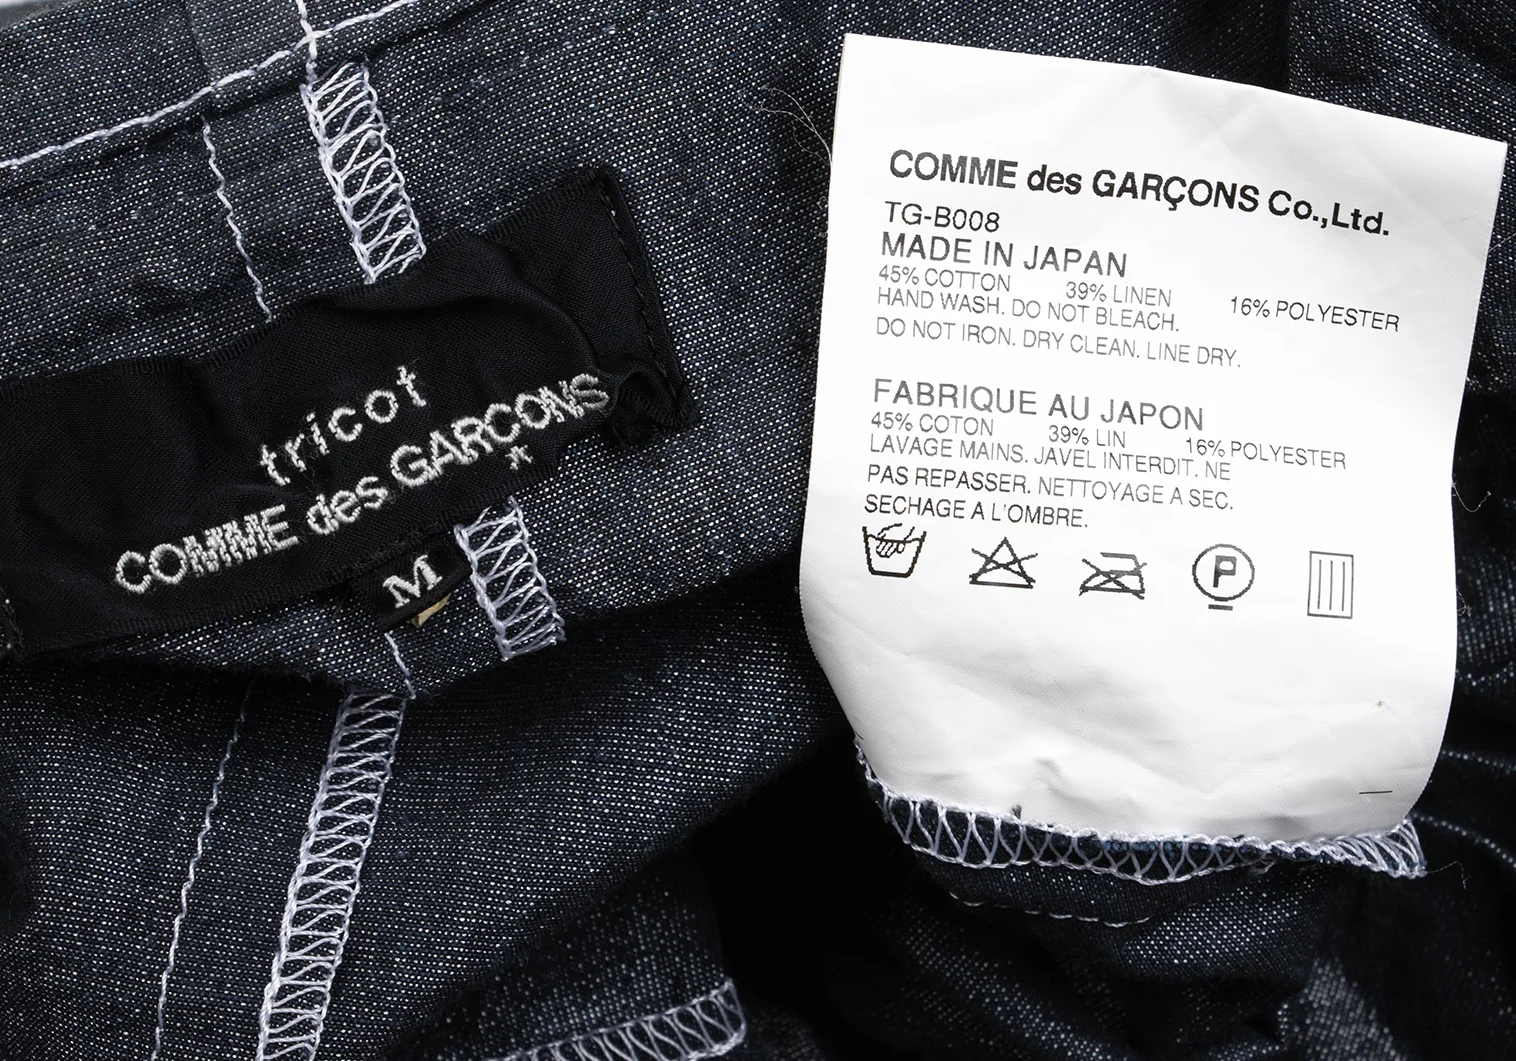 tricot
COMME des GARÇONS
M
COMME des GARÇONS Co.,Ltd.
TG-B008
MADE IN JAPAN
45% COTTON 39% LINEN 16% POLYESTER
HAND WASH. DO NOT BLEACH.
DO NOT IRON. DRY CLEAN. LINE DRY.
FABRIQUE AU JAPON
45% COTON 39% LIN 16% POLYESTER
LAVAGE MAINS. JAVEL INTERDIT. NE
PAS REPASSER. NETTOYAGE A SEC.
SECHAGE A L'OMBRE.
P